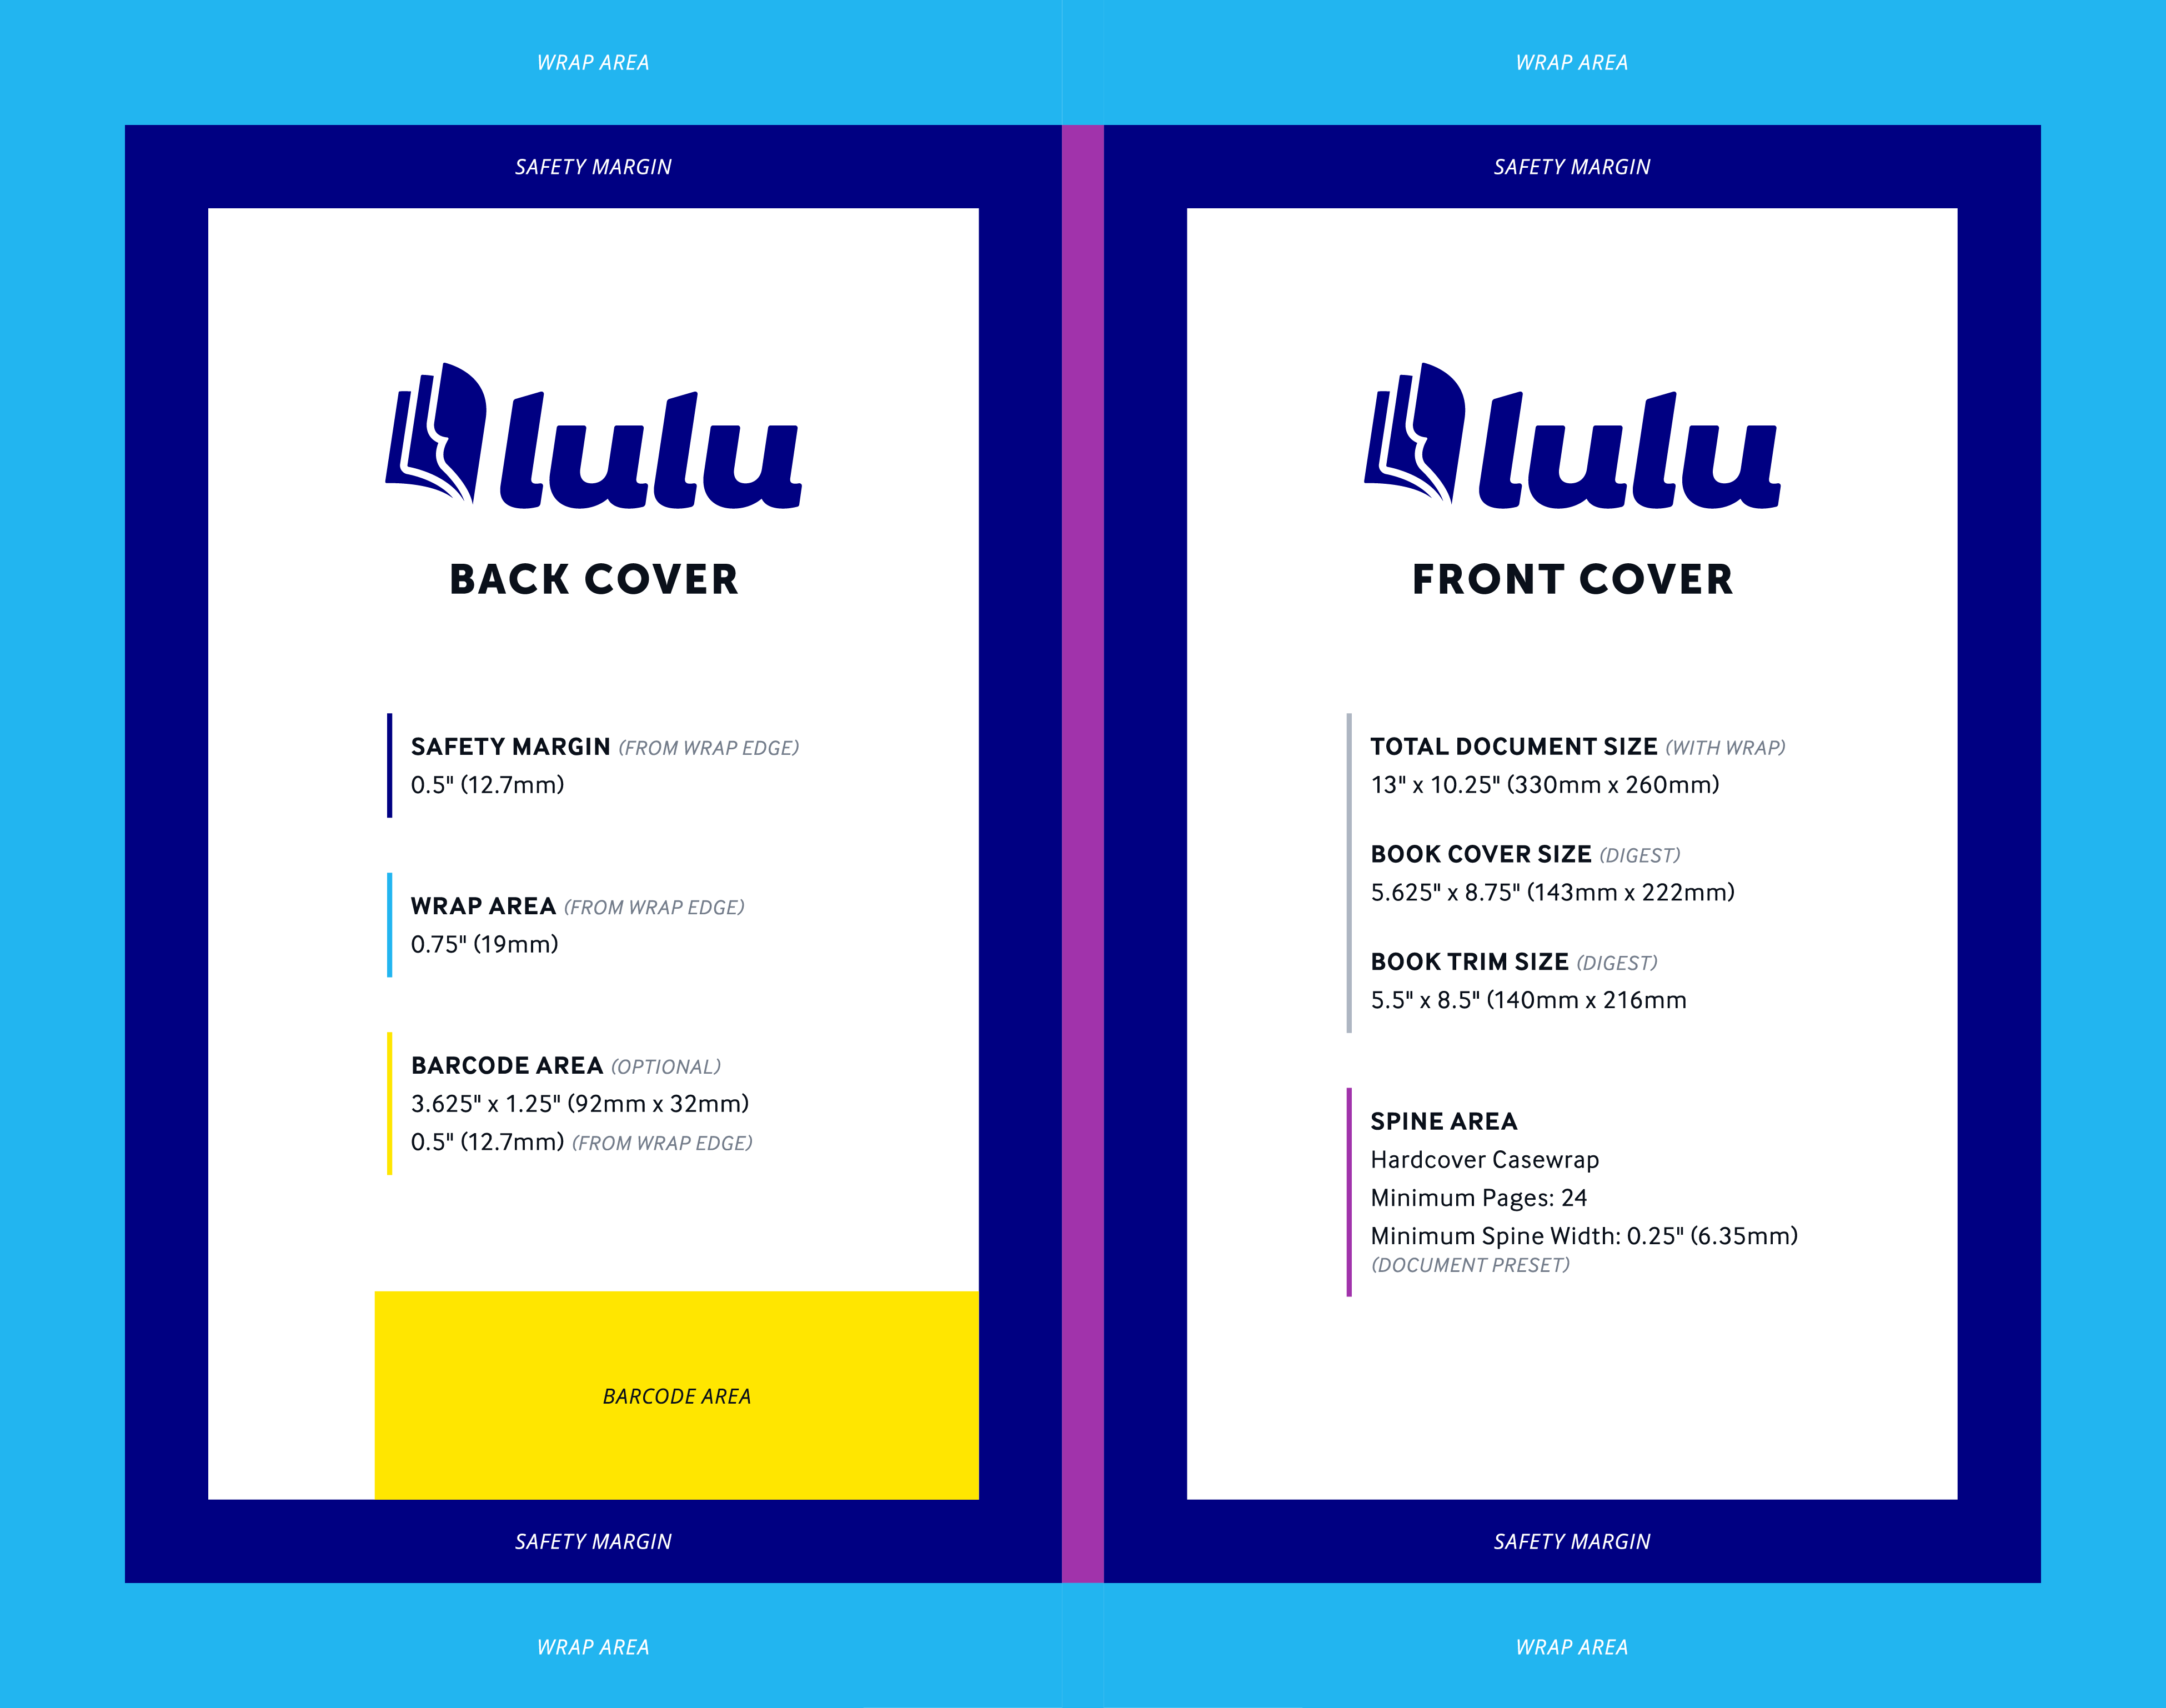 WRAP AREA
WRAP AREA
SAFETY MARGIN
SAFETY MARGIN
lulu
BACK COVER
SAFETY MARGIN (FROM WRAP EDGE)
0.5" (12.7mm)
WRAP AREA (FROM WRAP EDGE)
0.75" (19mm)
BARCODE AREA (OPTIONAL)
3.625" x 1.25" (92mm x 32mm)
0.5" (12.7mm) (FROM WRAP EDGE)
BARCODE AREA
lulu
FRONT COVER
TOTAL DOCUMENT SIZE (WITH WRAP)
13" x 10.25" (330mm x 260mm)
BOOK COVER SIZE (DIGEST)
5.625" x 8.75" (143mm x 222mm)
BOOK TRIM SIZE (DIGEST)
5.5" x 8.5" (140mm x 216mm
SPINE AREA
Hardcover Casewrap
Minimum Pages: 24
Minimum Spine Width: 0.25" (6.35mm)
(DOCUMENT PRESET)
SAFETY MARGIN
SAFETY MARGIN
WRAP AREA
WRAP AREA